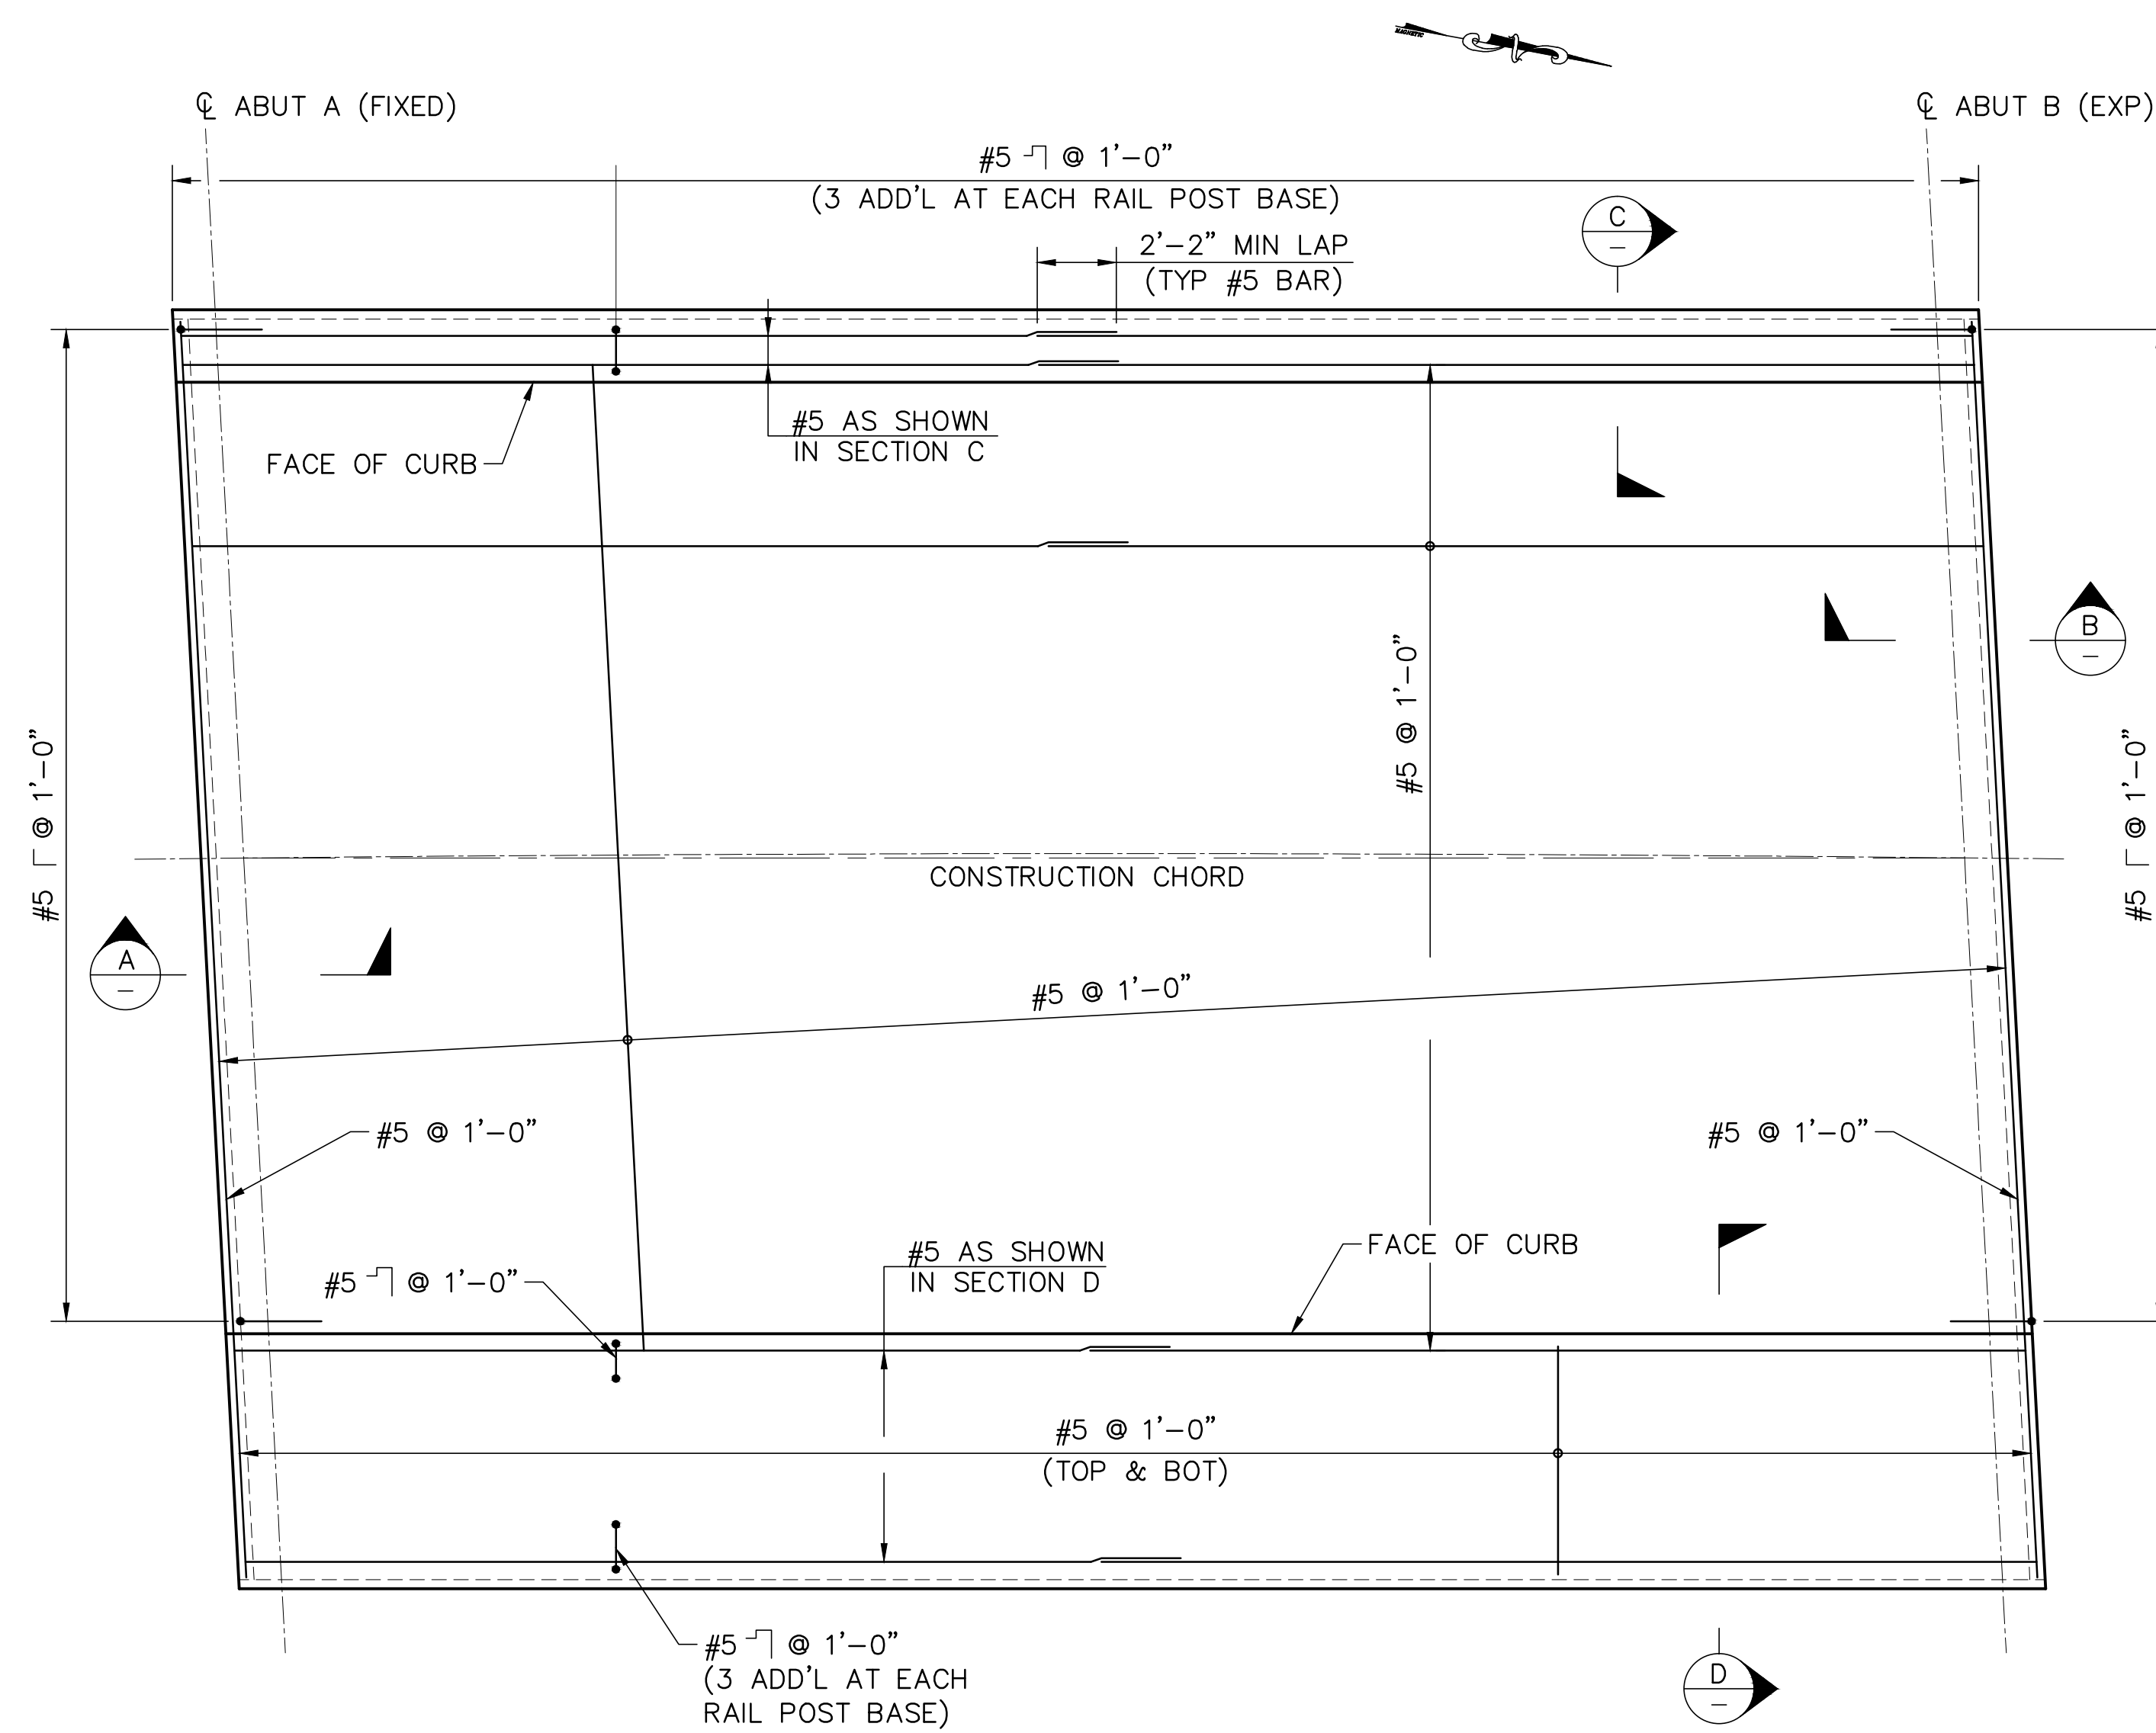 MAGNETIC
℄ ABUT A (FIXED)
℄ ABUT B (EXP)
#5 @ 1'-0"
(3 ADD'L AT EACH RAIL POST BASE)
C
2'-2" MIN LAP
(TYP #5 BAR)
#5 AS SHOWN
IN SECTION C
FACE OF CURB
B
#5 @ 1'-0"
#5 @ 1'-0"
#5 @ 1'-0"
CONSTRUCTION CHORD
A
#5 @ 1'-0"
#5 @ 1'-0"
#5 @ 1'-0"
#5 AS SHOWN
IN SECTION D
FACE OF CURB
#5 @ 1'-0"
#5 @ 1'-0"
(TOP & BOT)
#5 @ 1'-0"
(3 ADD'L AT EACH
RAIL POST BASE)
D